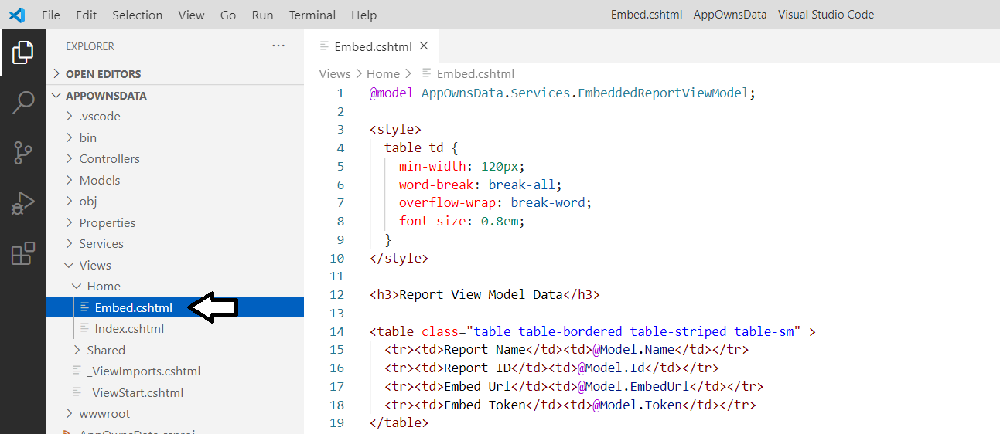 File Edit Selection View Go Run Terminal Help Embed.cshtml - AppOwnsData - Visual Studio Code
EXPLORER ...
OPEN EDITORS
APPOWNSDATA
.vscode
bin
Controllers
Models
obj
Properties
Services
Views
Home
Embed.cshtml
Index.cshtml
Shared
_ViewImports.cshtml
_ViewStart.cshtml
wwwroot
AppOwnsData.csproj
Embed.cshtml
Views > Home > Embed.cshtml
1 @model AppOwnsData.Services.EmbeddedReportViewModel;
2
3 <style>
4 table td {
5 min-width: 120px;
6 word-break: break-all;
7 overflow-wrap: break-word;
8 font-size: 0.8em;
9 }
10 </style>
11
12 <h3>Report View Model Data</h3>
13
14 <table class="table table-bordered table-striped table-sm" >
15 <tr><td>Report Name</td><td>@Model.Name</td></tr>
16 <tr><td>Report ID</td><td>@Model.Id</td></tr>
17 <tr><td>Embed Url</td><td>@Model.EmbedUrl</td></tr>
18 <tr><td>Embed Token</td><td>@Model.Token</td></tr>
19 </table>